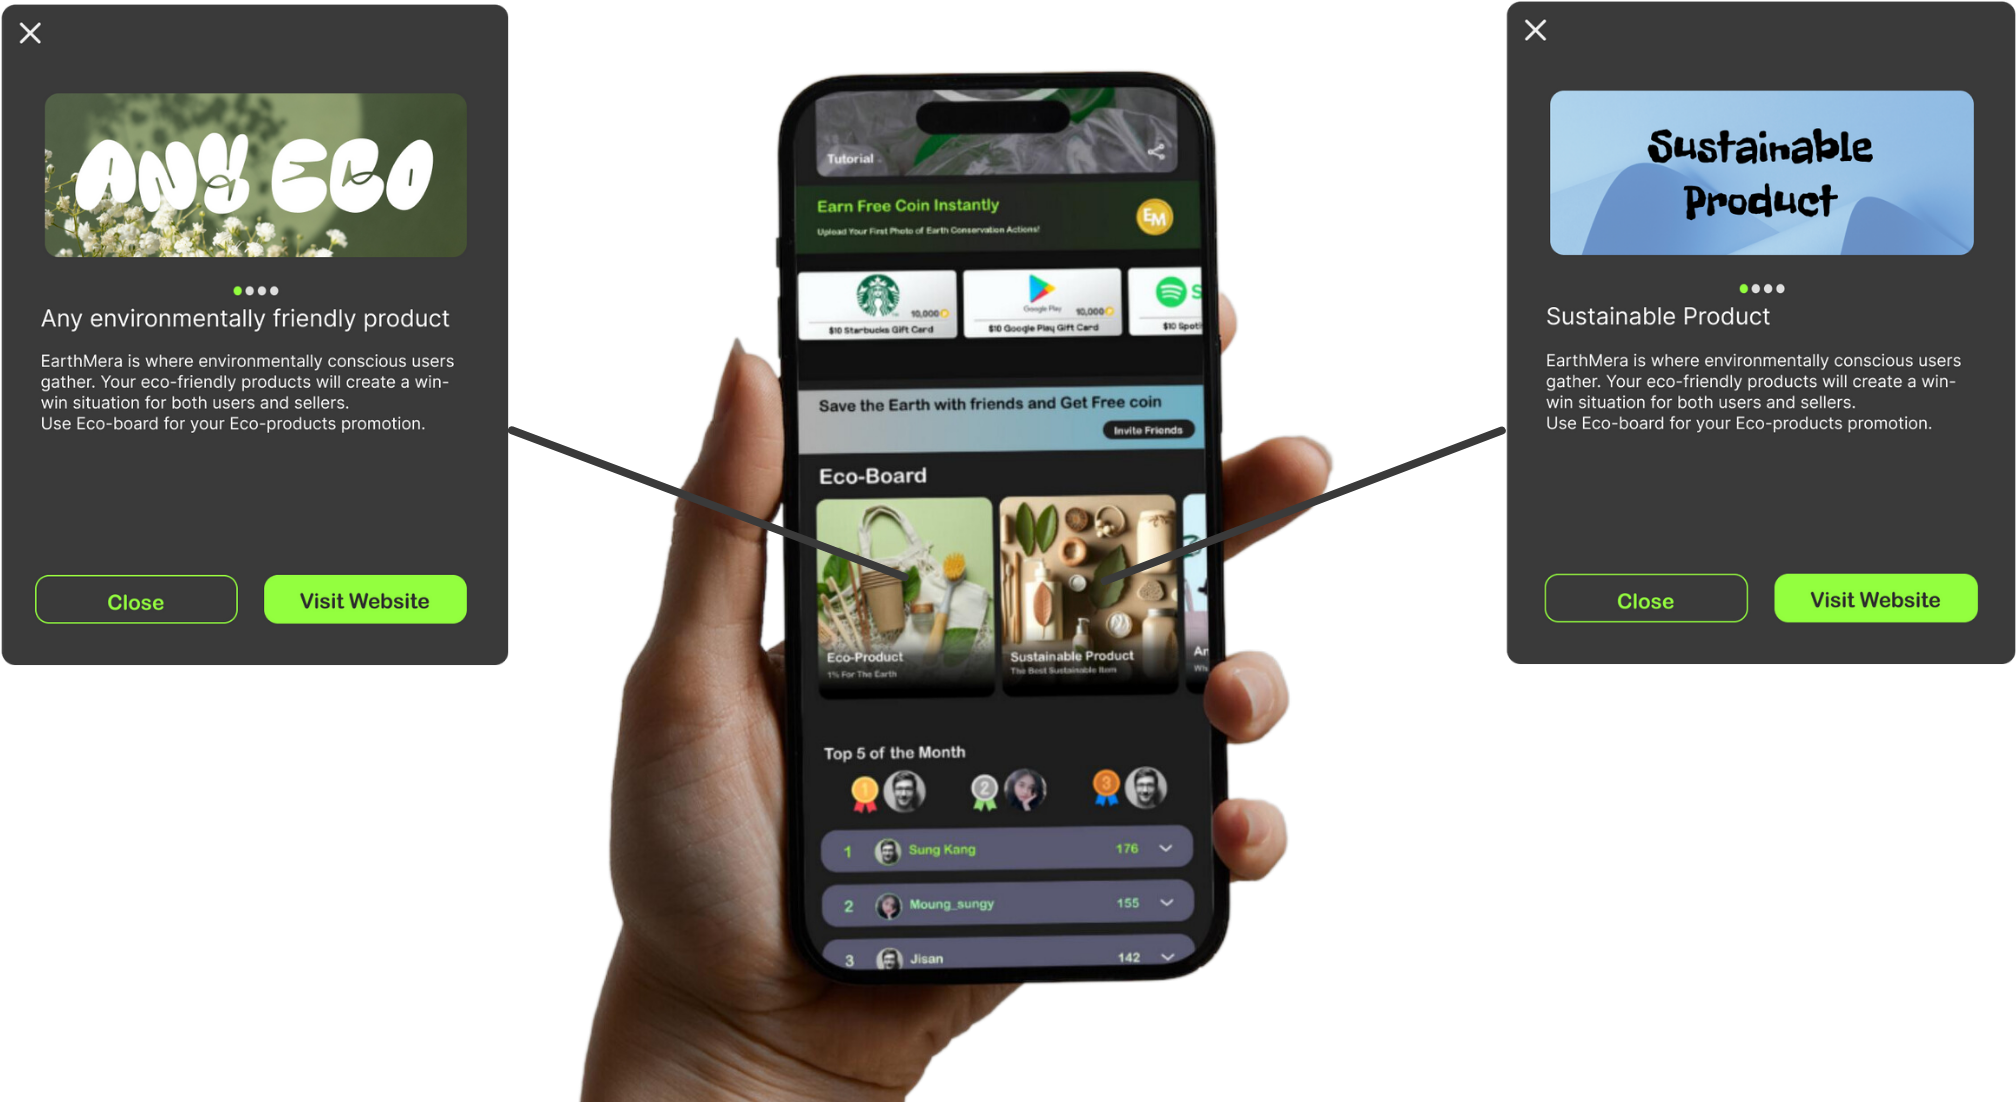 ANY ECO
Any environmentally friendly product
EarthMera is where environmentally conscious users
gather. Your eco-friendly products will create a win-
win situation for both users and sellers.
Use Eco-board for your Eco-products promotion.
Close
Visit Website
Tutorial
Earn Free Coin Instantly
Upload Your First Photo of Earth Conservation Actions!
EM
10,000
$10 Starbucks Gift Card
Google Play
10,000
$10 Google Play Gift Card
S
$10 Spoti
Save the Earth with friends and Get Free coin
Invite Friends
Eco-Board
Eco-Product
1% For The Earth
Sustainable Product
The Best Sustainable Item
An
Wh
Top 5 of the Month
1
2
3
1 Sung Kang 176
2 Moung_sungy 155
3 Jisan 142
Sustainable
Product
Sustainable Product
EarthMera is where environmentally conscious users
gather. Your eco-friendly products will create a win-
win situation for both users and sellers.
Use Eco-board for your Eco-products promotion.
Close
Visit Website